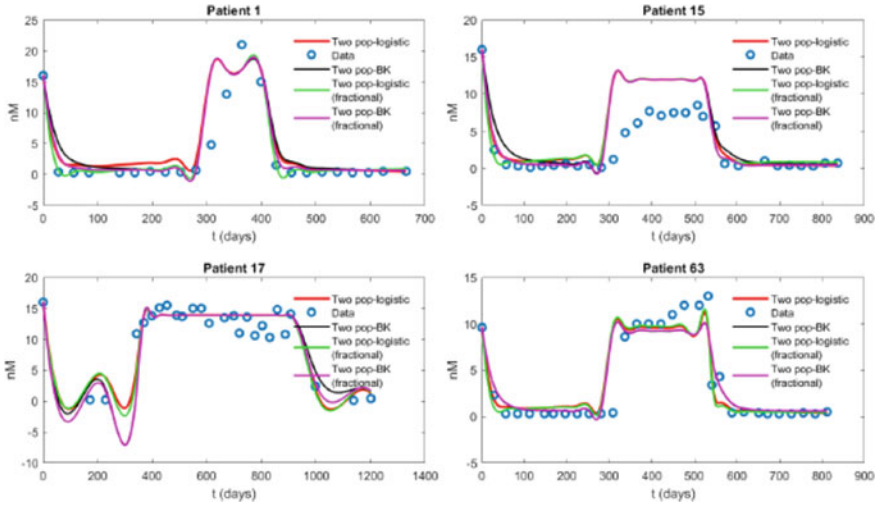 Patient 1
25
20
15
10
5
0
-5
nM
Two pop-logistic
Data
Two pop-BK
Two pop-logistic
(fractional)
Two pop-BK
(fractional)
0 100 200 300 400 500 600 700
t (days)
Patient 15
20
15
10
5
0
-5
nM
Two pop-logistic
Data
Two pop-BK
Two pop-logistic
(fractional)
Two pop-BK
(fractional)
0 100 200 300 400 500 600 700 800 900
t (days)
Patient 17
20
15
10
5
0
-5
-10
nM
Two pop-logistic
Data
Two pop-BK
Two pop-logistic
(fractional)
Two pop-BK
(fractional)
0 200 400 600 800 1000 1200 1400
t (days)
Patient 63
15
10
5
0
-5
nM
Two pop-logistic
Data
Two pop-BK
Two pop-logistic
(fractional)
Two pop-BK
(fractional)
0 100 200 300 400 500 600 700 800 900
t (days)